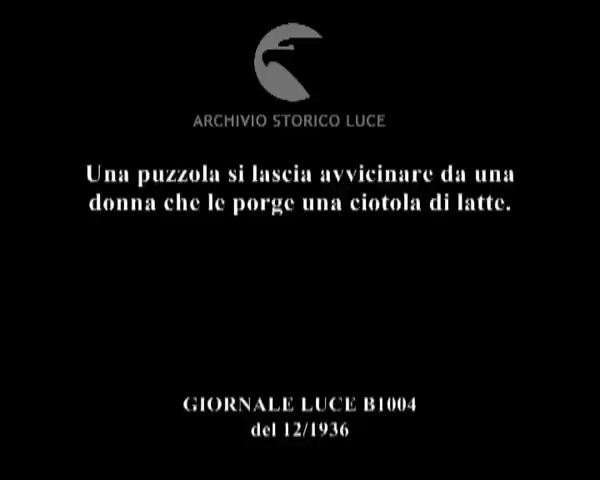 ARCHIVIO STORICO LUCE
Una puzzola si lascia avvicinare da una
donna che le porge una ciotola di latte.
GIORNALE LUCE B1004
del 12/1936